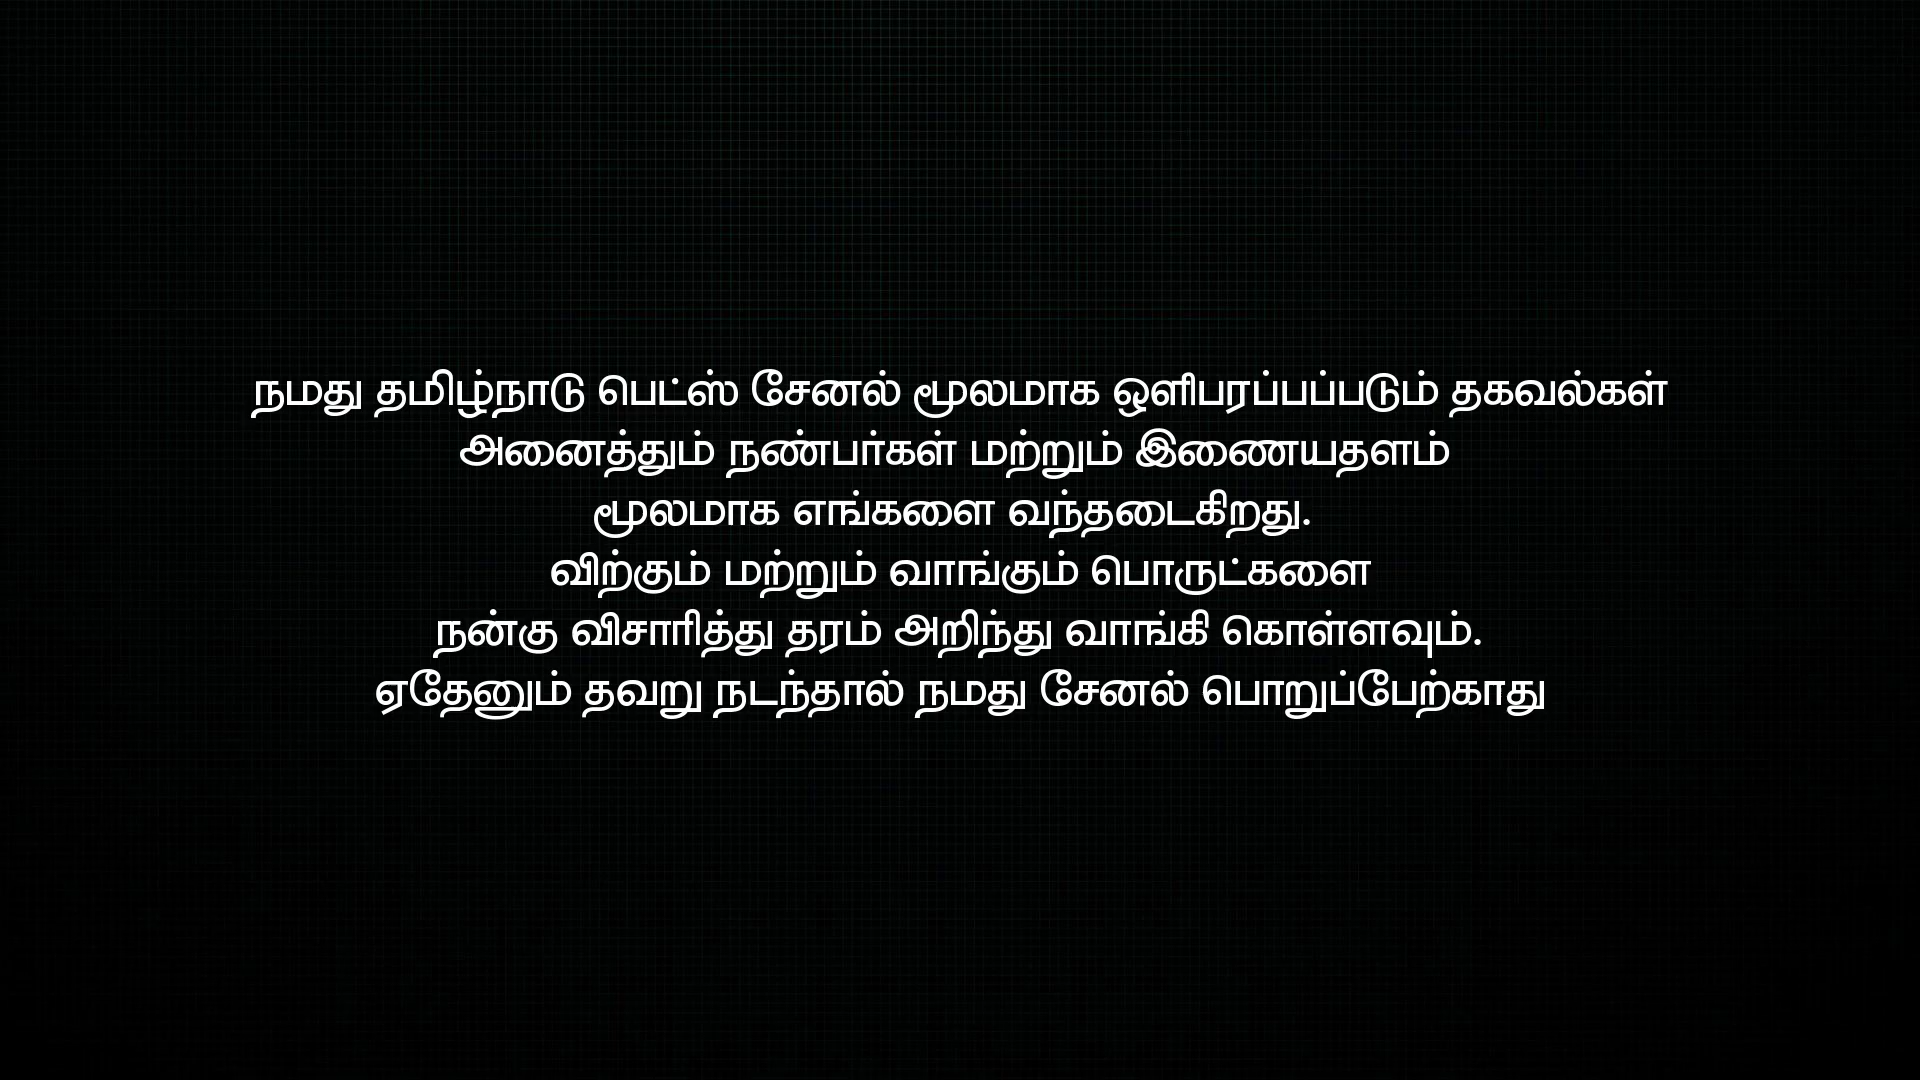 நமது தமிழ்நாடு பெட்ஸ் சேனல் மூலமாக ஒளிபரப்பப்படும் தகவல்கள்
அனைத்தும் நண்பர்கள் மற்றும் இணையதளம்
மூலமாக எங்களை வந்தடைகிறது.
விற்கும் மற்றும் வாங்கும் பொருட்களை
நன்கு விசாரித்து தரம் அறிந்து வாங்கி கொள்ளவும்.
ஏதேனும் தவறு நடந்தால் நமது சேனல் பொறுப்பேற்காது